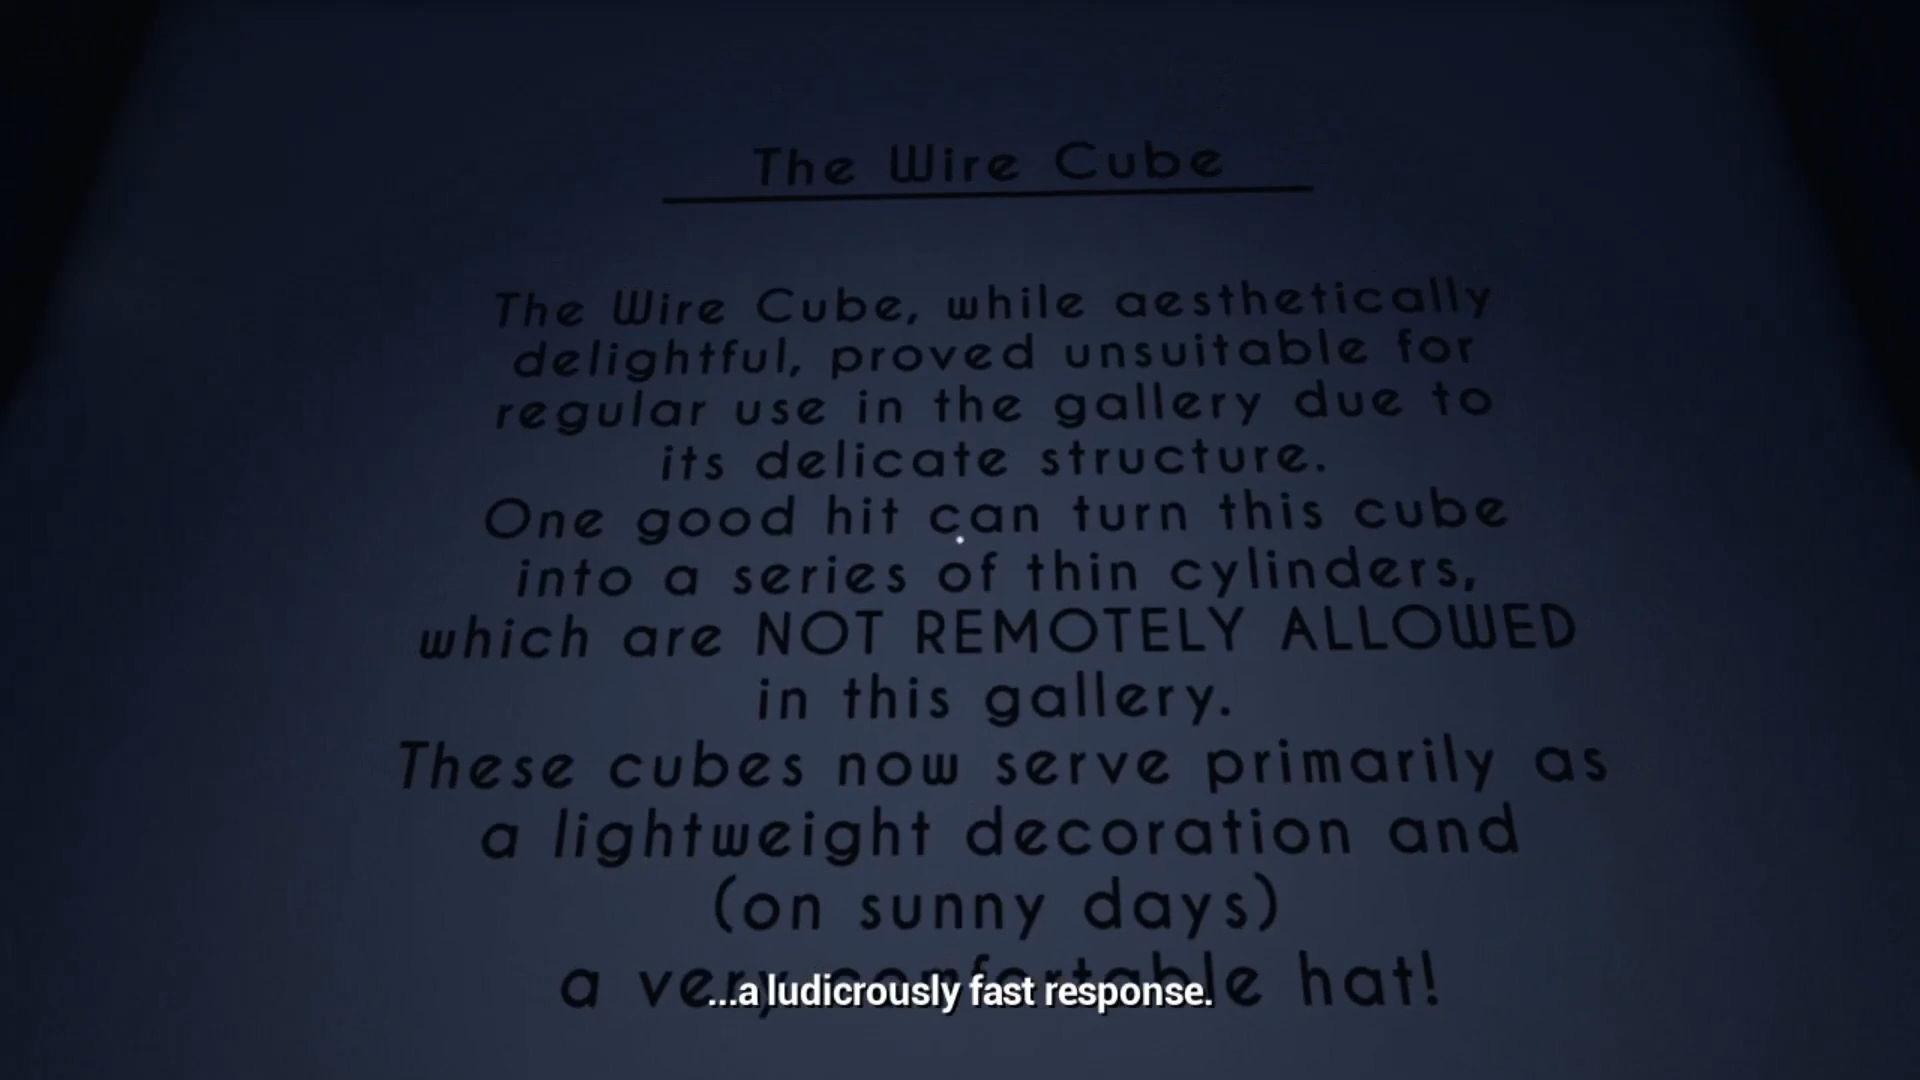 The Wire Cube
The Wire Cube, while aesthetically
delightful, proved unsuitable for
regular use in the gallery due to
its delicate structure.
One good hit can turn this cube
into a series of thin cylinders,
which are NOT REMOTELY ALLOWED
in this gallery.
These cubes now serve primarily as
a lightweight decoration and
(on sunny days)
a very comfortable hat!
...a ludicrously fast response.